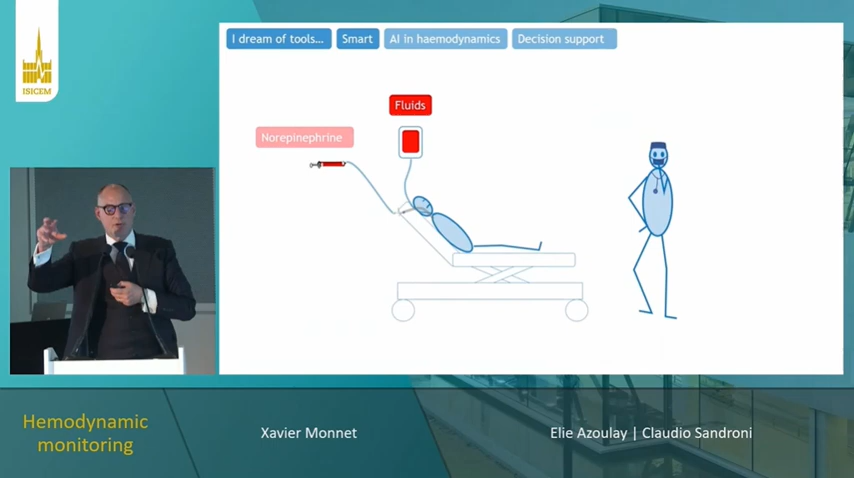 ISICEM
I dream of tools...
Smart
AI in haemodynamics
Decision support
Fluids
Norepinephrine
Hemodynamic
monitoring
Xavier Monnet
Elie Azoulay | Claudio Sandroni